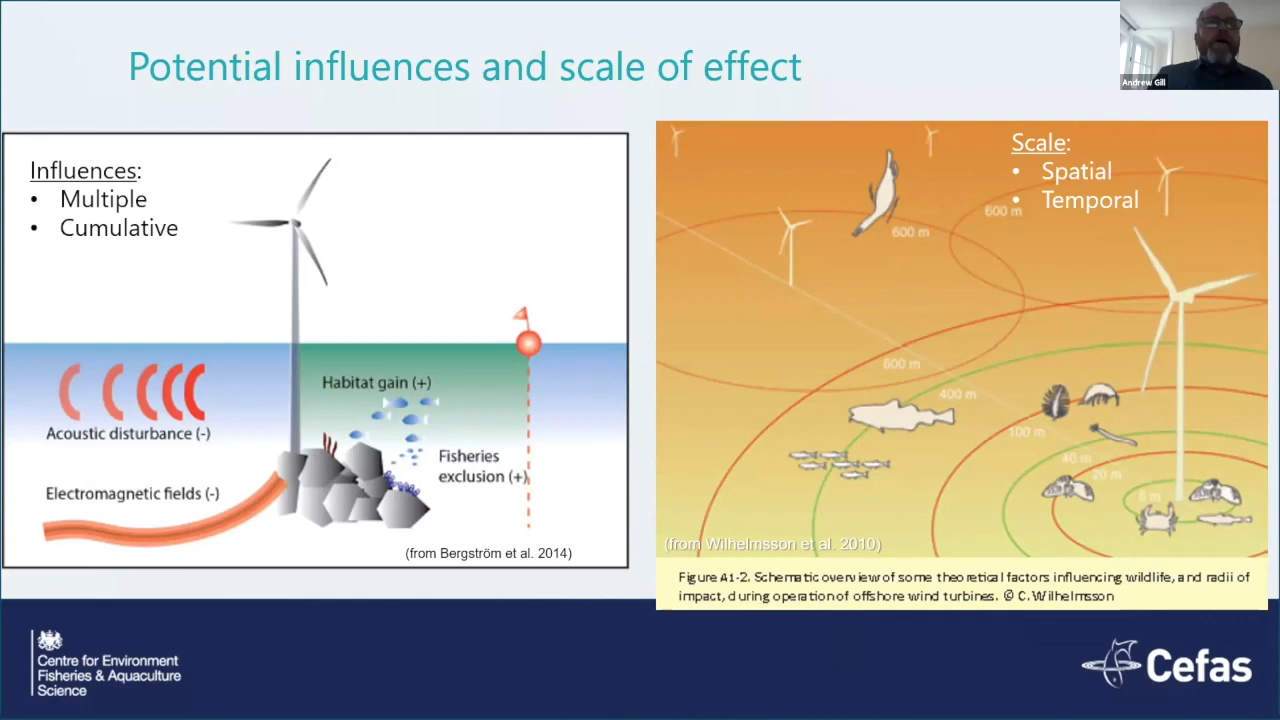 Potential influences and scale of effect
Andrew Gill
Influences:
• Multiple
• Cumulative
Habitat gain (+)
Acoustic disturbance (-)
Fisheries
exclusion (+)
Electromagnetic fields (-)
(from Bergström et al. 2014)
Scale:
• Spatial
• Temporal
600 m
600 m
600 m
400 m
100 m
40 m
20 m
(from Wilhelmsson et al. 2010)
Figure A1-2. Schematic overview of some theoretical factors influencing wildlife, and radii of
impact, during operation of offshore wind turbines. © C.Wilhelmsson
Centre for Environment
Fisheries & Aquaculture
Science
Cefas